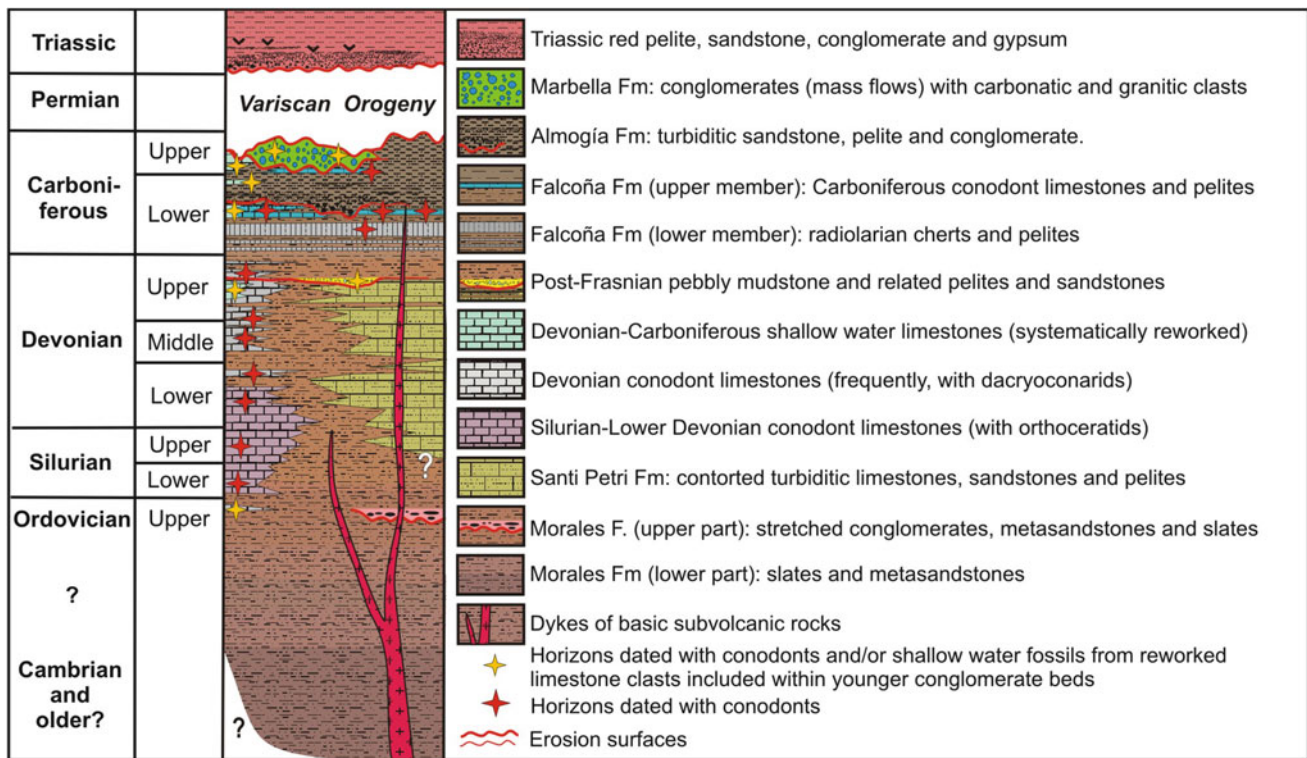 Triassic
Permian
Carboni-
ferous
Upper
Lower
Devonian
Upper
Middle
Lower
Silurian
Upper
Lower
Ordovician
Upper
?
Cambrian
and
older?
Variscan Orogeny
?
?
Triassic red pelite, sandstone, conglomerate and gypsum
Marbella Fm: conglomerates (mass flows) with carbonatic and granitic clasts
Almogía Fm: turbiditic sandstone, pelite and conglomerate.
Falcoña Fm (upper member): Carboniferous conodont limestones and pelites
Falcoña Fm (lower member): radiolarian cherts and pelites
Post-Frasnian pebbly mudstone and related pelites and sandstones
Devonian-Carboniferous shallow water limestones (systematically reworked)
Devonian conodont limestones (frequently, with dacryoconarids)
Silurian-Lower Devonian conodont limestones (with orthoceratids)
Santi Petri Fm: contorted turbiditic limestones, sandstones and pelites
Morales F. (upper part): stretched conglomerates, metasandstones and slates
Morales Fm (lower part): slates and metasandstones
Dykes of basic subvolcanic rocks
Horizons dated with conodonts and/or shallow water fossils from reworked
limestone clasts included within younger conglomerate beds
Horizons dated with conodonts
Erosion surfaces